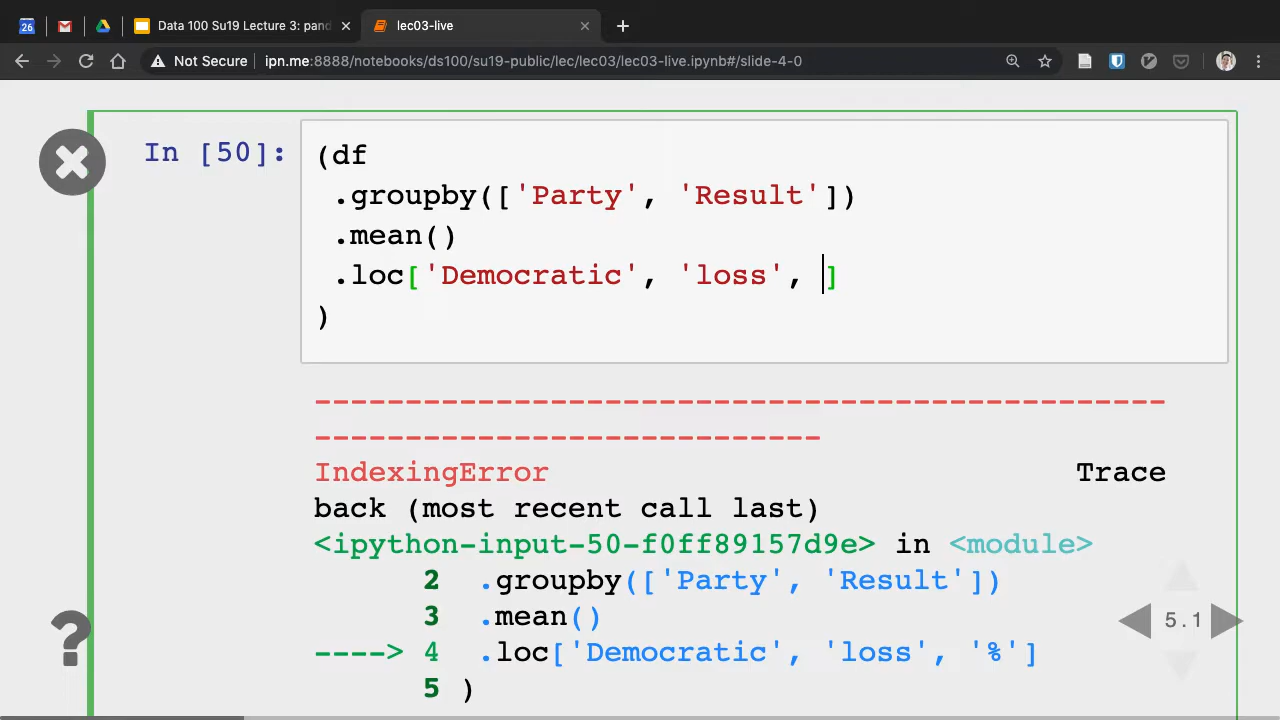 26
Data 100 Su19 Lecture 3: pand
lec03-live
Not Secure
ipn.me:8888/notebooks/ds100/su19-public/lec/lec03/lec03-live.ipynb#/slide-4-0
In [50]:
(df
.groupby(['Party', 'Result'])
.mean()
.loc['Democratic', 'loss', ]
)
---------------------------------------------
---------------------------
IndexingError Trace
back (most recent call last)
<ipython-input-50-f0ff89157d9e> in <module>
2 .groupby(['Party', 'Result'])
3 .mean()
----> 4 .loc['Democratic', 'loss', '%']
5 )
5.1
?